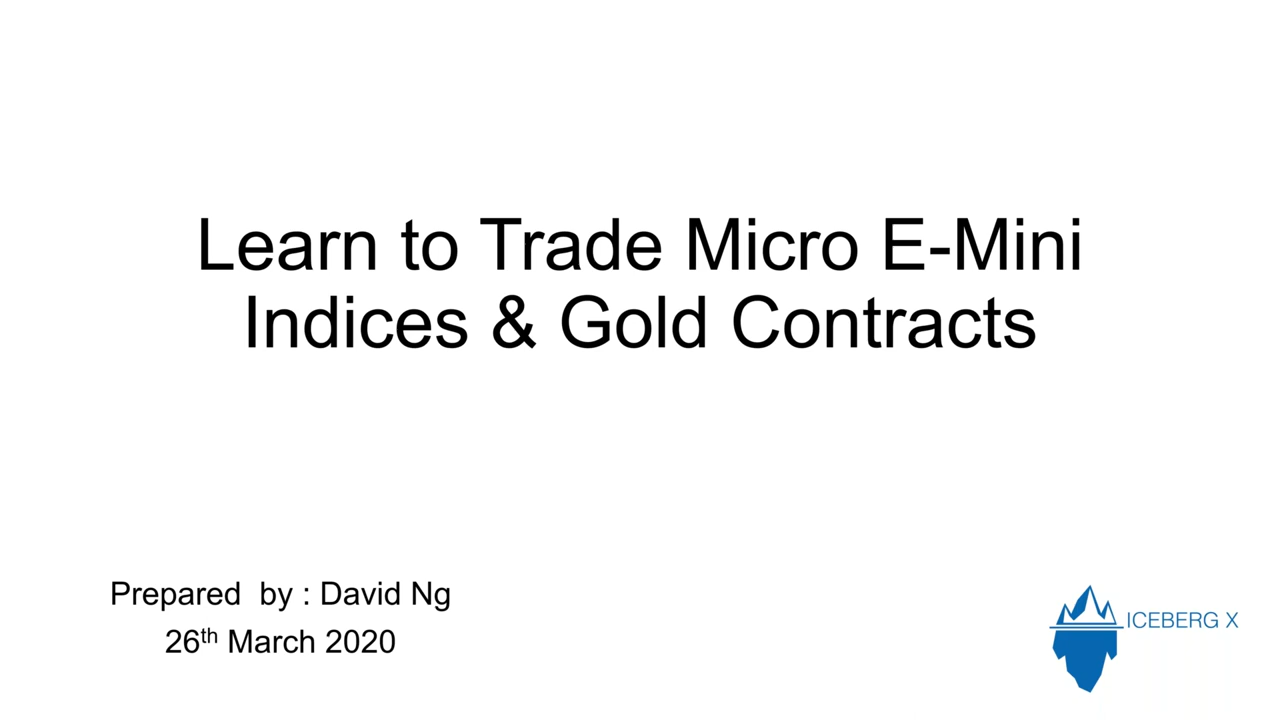 Learn to Trade Micro E-Mini
Indices & Gold Contracts
Prepared  by : David Ng
26th March 2020
ICEBERG X